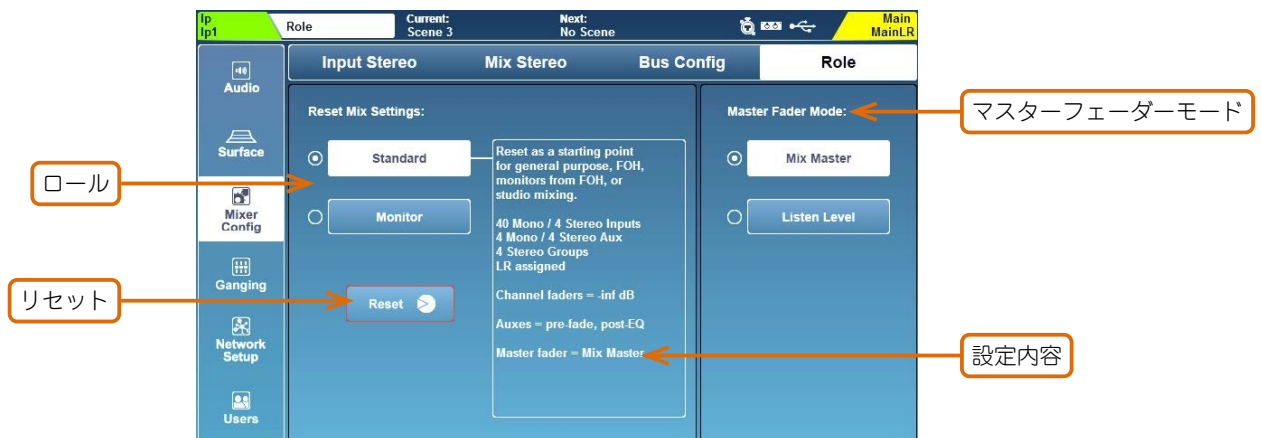 Ip
Ip1
Role
Current:
Scene 3
Next:
No Scene
Main
MainLR
Audio
Surface
Mixer
Config
Ganging
Network
Setup
Users
Input Stereo
Mix Stereo
Bus Config
Role
Reset Mix Settings:
Standard
Monitor
Reset
Reset as a starting point
for general purpose, FOH,
monitors from FOH, or
studio mixing.
40 Mono / 4 Stereo Inputs
4 Mono / 4 Stereo Aux
4 Stereo Groups
LR assigned
Channel faders = -inf dB
Auxes = pre-fade, post-EQ
Master fader = Mix Master
Master Fader Mode:
Mix Master
Listen Level
ロール
リセット
マスターフェーダーモード
設定内容